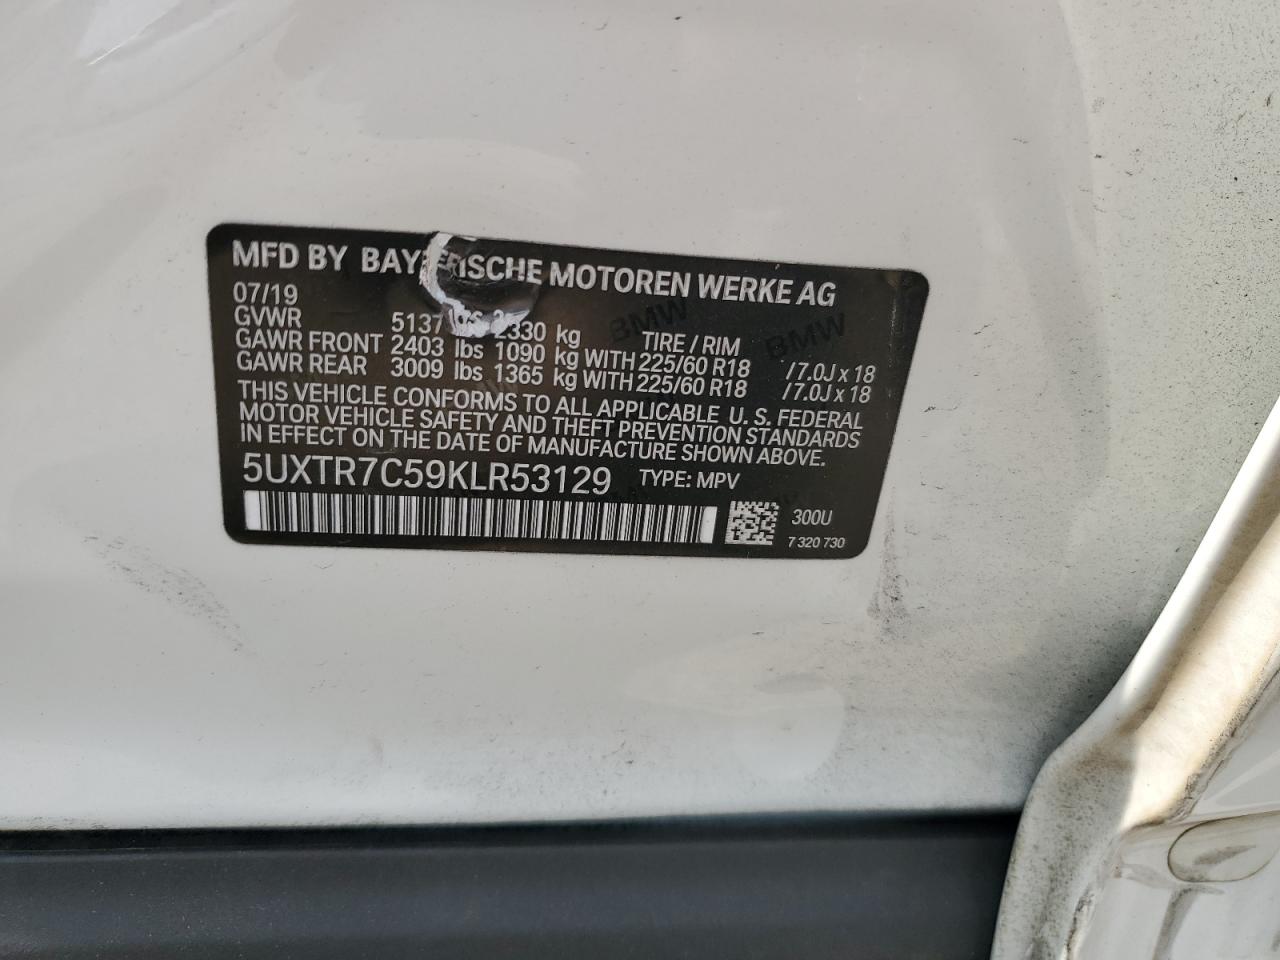 MFD BY BAYERISCHE MOTOREN WERKE AG
07/19
GVWR 5137 lbs 2330 kg TIRE / RIM
GAWR FRONT 2403 lbs 1090 kg WITH 225/60 R18 /7.0J x 18
GAWR REAR 3009 lbs 1365 kg WITH 225/60 R18 /7.0J x 18
THIS VEHICLE CONFORMS TO ALL APPLICABLE U. S. FEDERAL
MOTOR VEHICLE SAFETY AND THEFT PREVENTION STANDARDS
IN EFFECT ON THE DATE OF MANUFACTURE SHOWN ABOVE.
5UXTR7C59KLR53129 TYPE: MPV
300U
7 320 730
BMW BMW